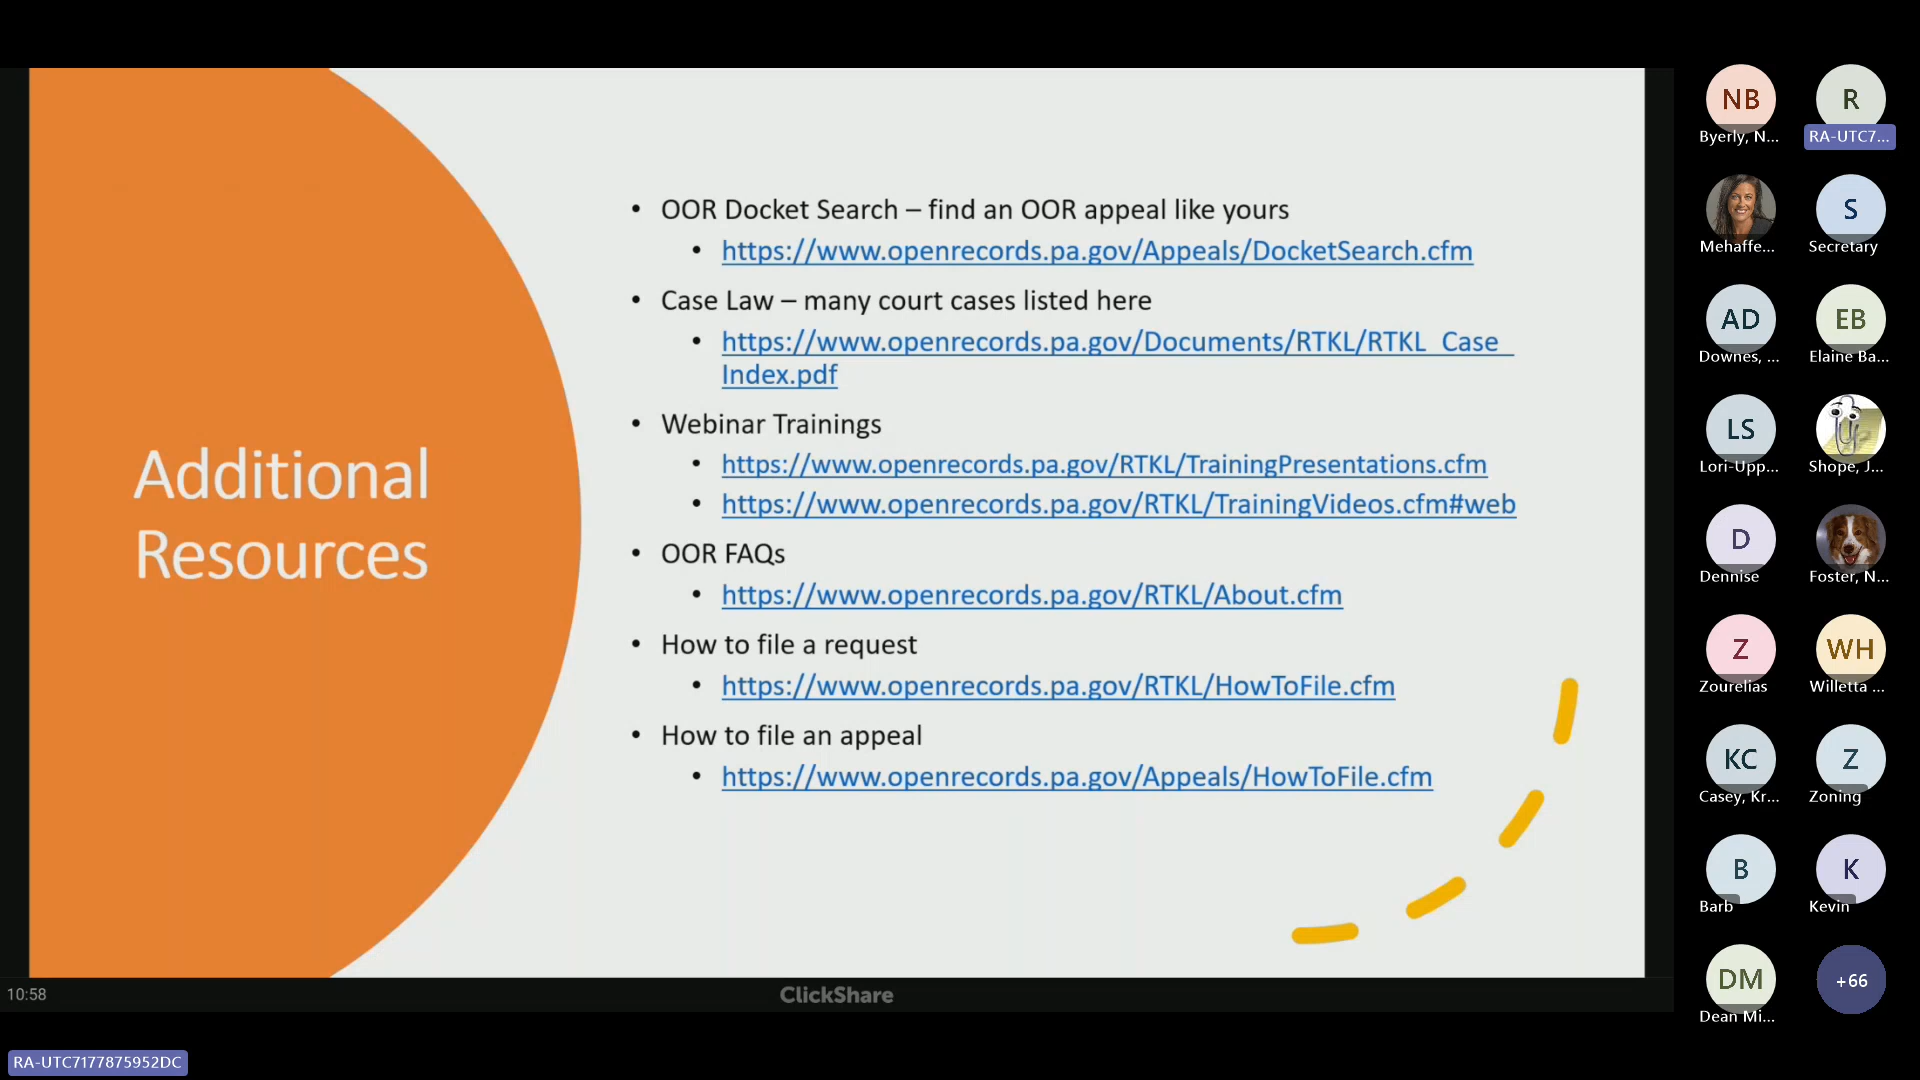 Additional
Resources
• OOR Docket Search – find an OOR appeal like yours
• https://www.openrecords.pa.gov/Appeals/DocketSearch.cfm
• Case Law – many court cases listed here
• https://www.openrecords.pa.gov/Documents/RTKL/RTKL_Case_
Index.pdf
• Webinar Trainings
• https://www.openrecords.pa.gov/RTKL/TrainingPresentations.cfm
• https://www.openrecords.pa.gov/RTKL/TrainingVideos.cfm#web
• OOR FAQs
• https://www.openrecords.pa.gov/RTKL/About.cfm
• How to file a request
• https://www.openrecords.pa.gov/RTKL/HowToFile.cfm
• How to file an appeal
• https://www.openrecords.pa.gov/Appeals/HowToFile.cfm
10:58
ClickShare
RA-UTC7177875952DC
NB
Byerly, N...
R
RA-UTC7...
Mehaffe...
S
Secretary
AD
Downes, ...
EB
Elaine Ba...
LS
Lori-Upp...
Shope, J...
D
Dennise
Foster, N...
Z
Zourelias
WH
Willetta ...
KC
Casey, Kr...
Z
Zoning
B
Barb
K
Kevin
DM
Dean Mi...
+66